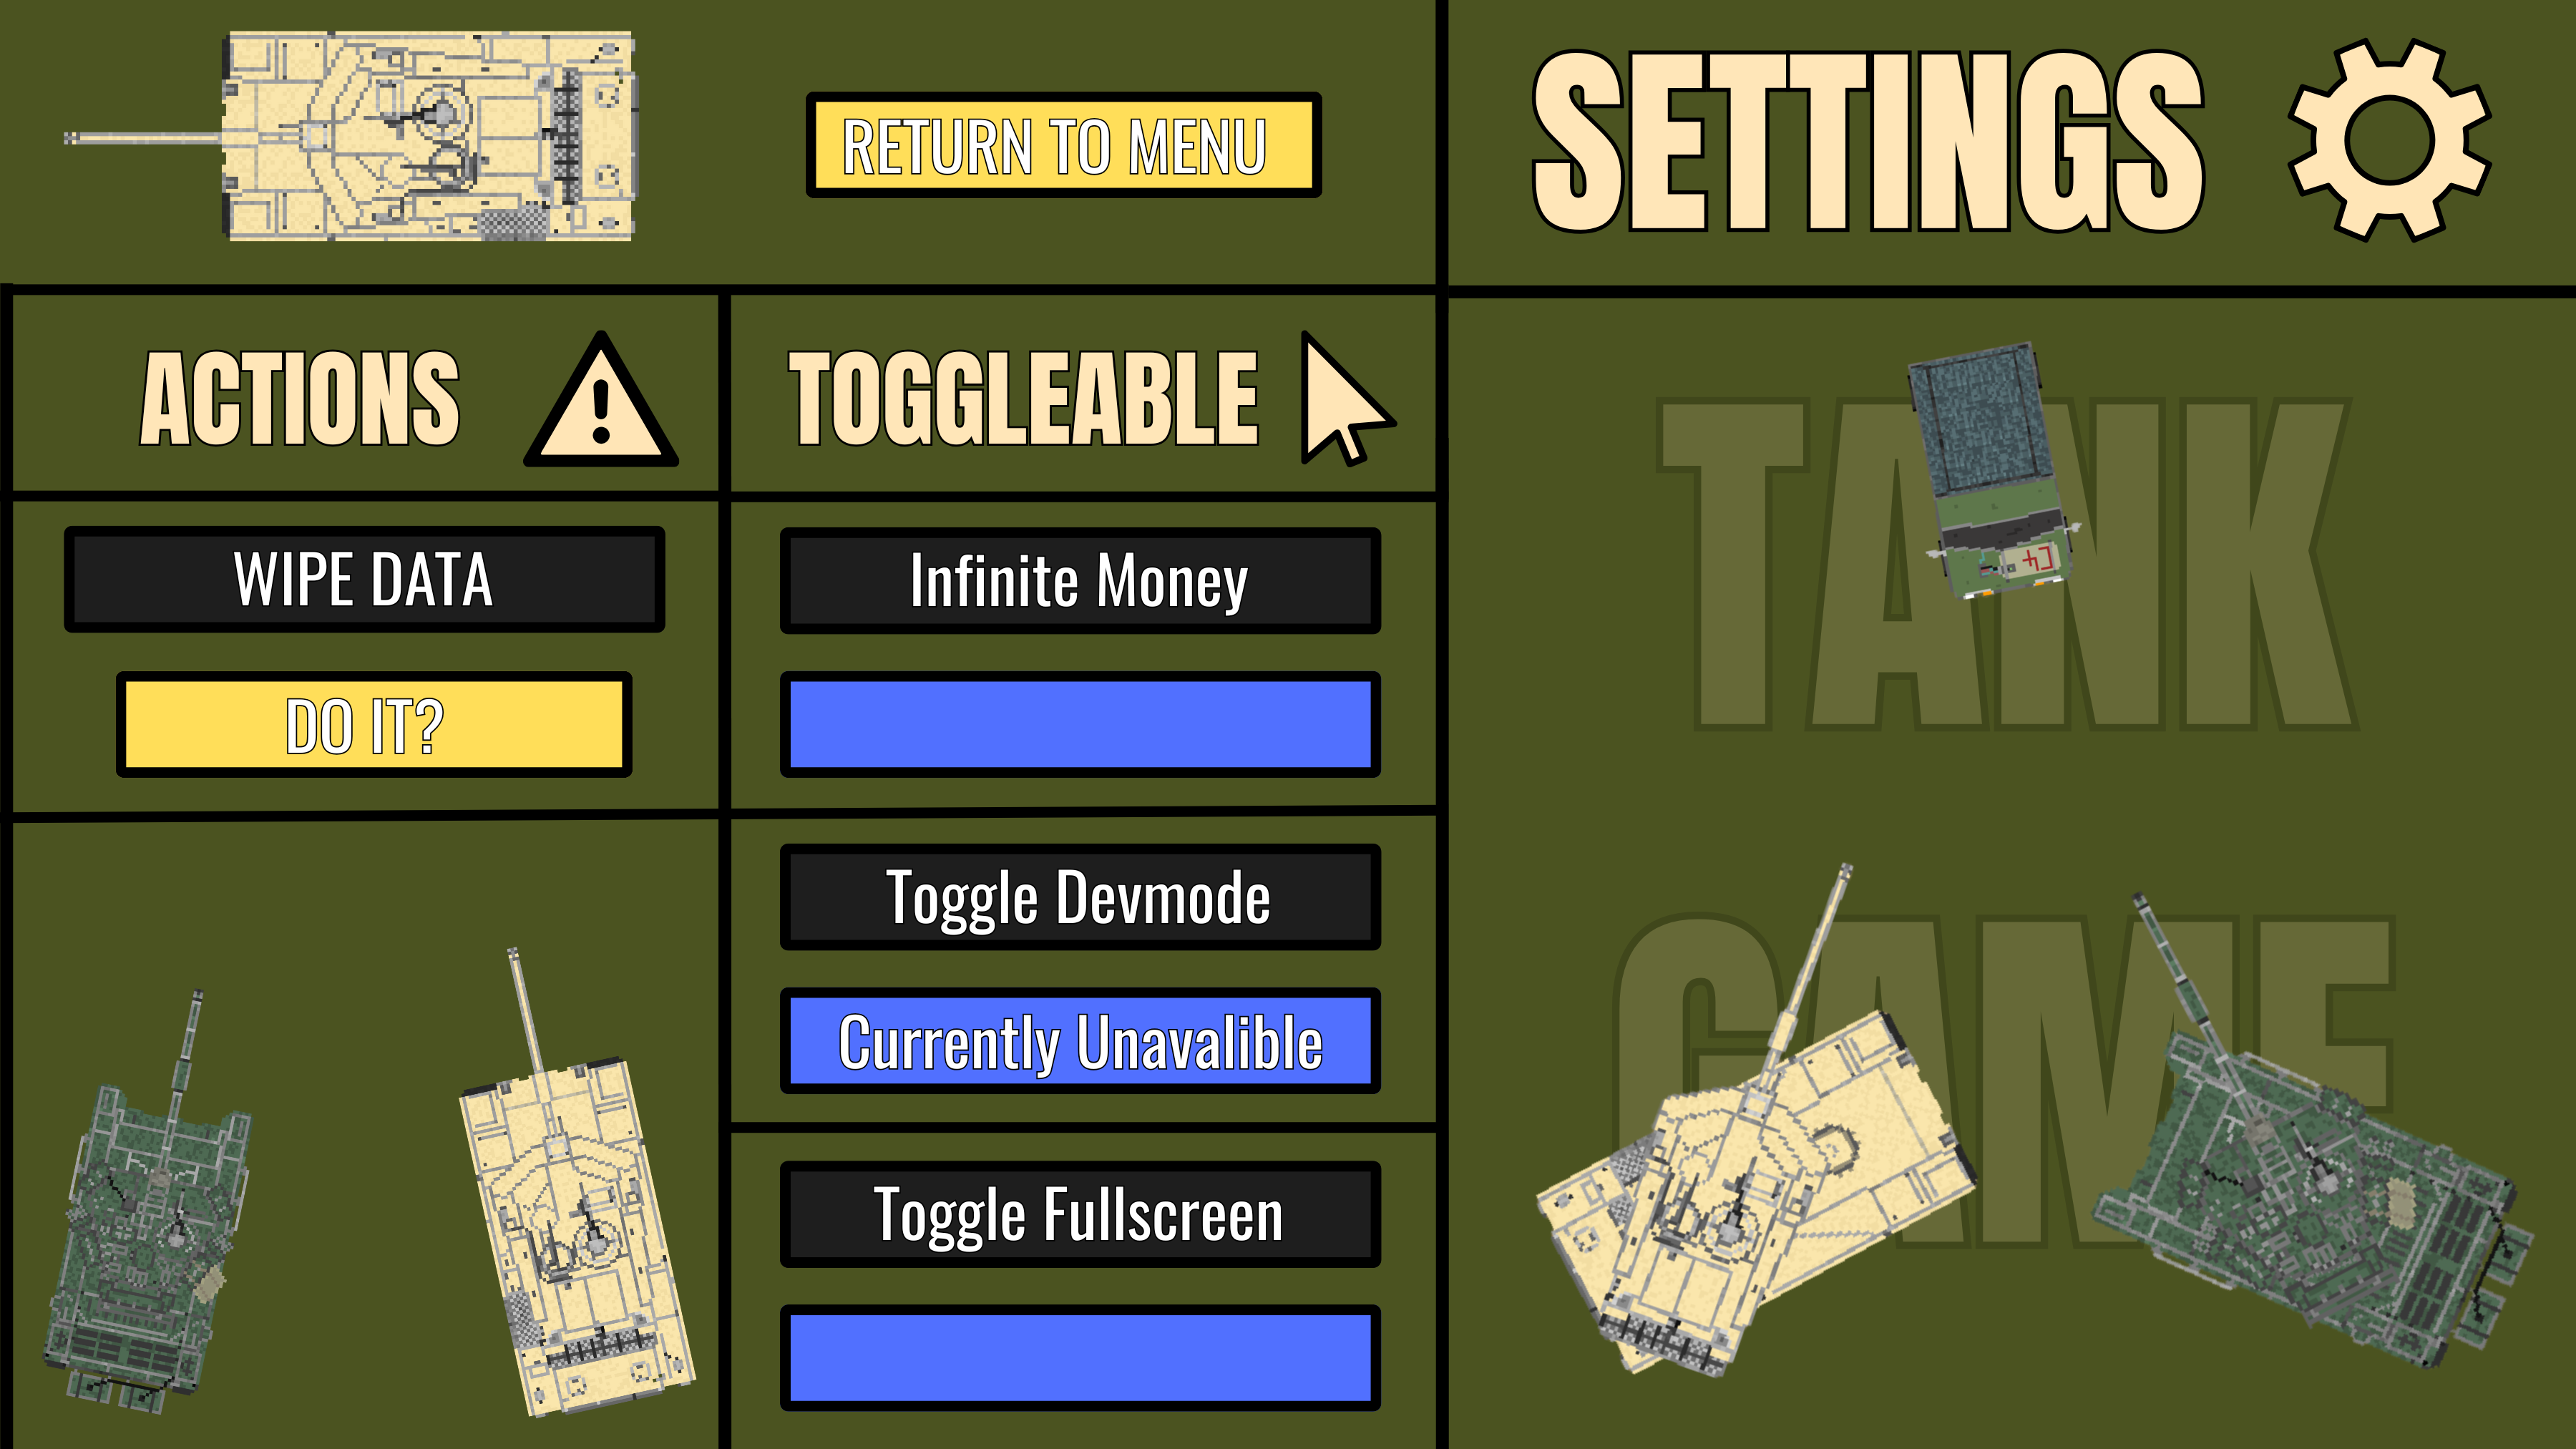 RETURN TO MENU
SETTINGS
ACTIONS
TOGGLEABLE
WIPE DATA
Infinite Money
DO IT?
Toggle Devmode
Currently Unavalible
Toggle Fullscreen
TANK
GAME